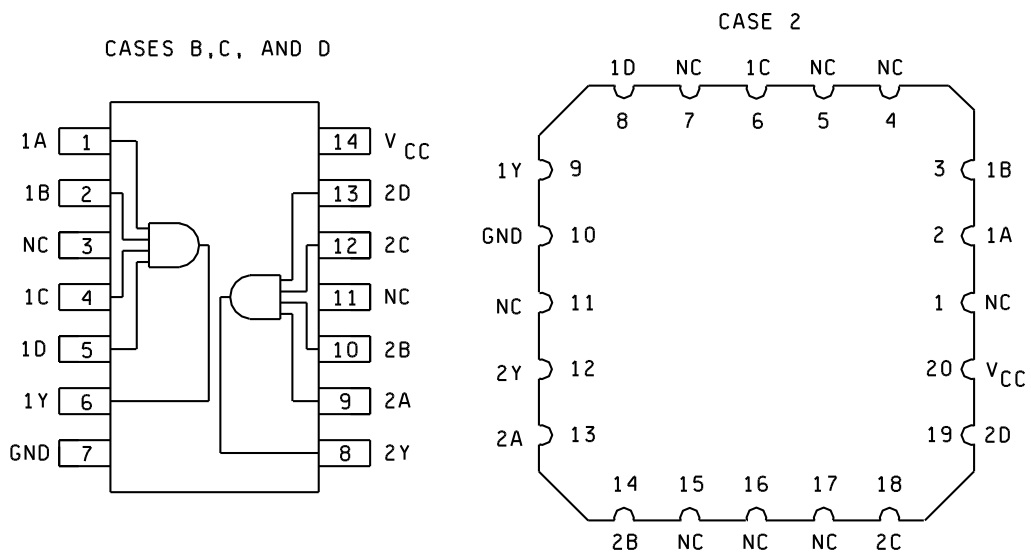 CASE 2
CASES B,C, AND D
1A 1 14 VCC
1B 2 13 2D
NC 3 12 2C
1C 4 11 NC
1D 5 10 2B
1Y 6 9 2A
GND 7 8 2Y
1D NC 1C NC NC
8 7 6 5 4
1Y 9 3 1B
GND 10 2 1A
NC 11 1 NC
2Y 12 20 VCC
2A 13 19 2D
14 15 16 17 18
2B NC NC NC 2C